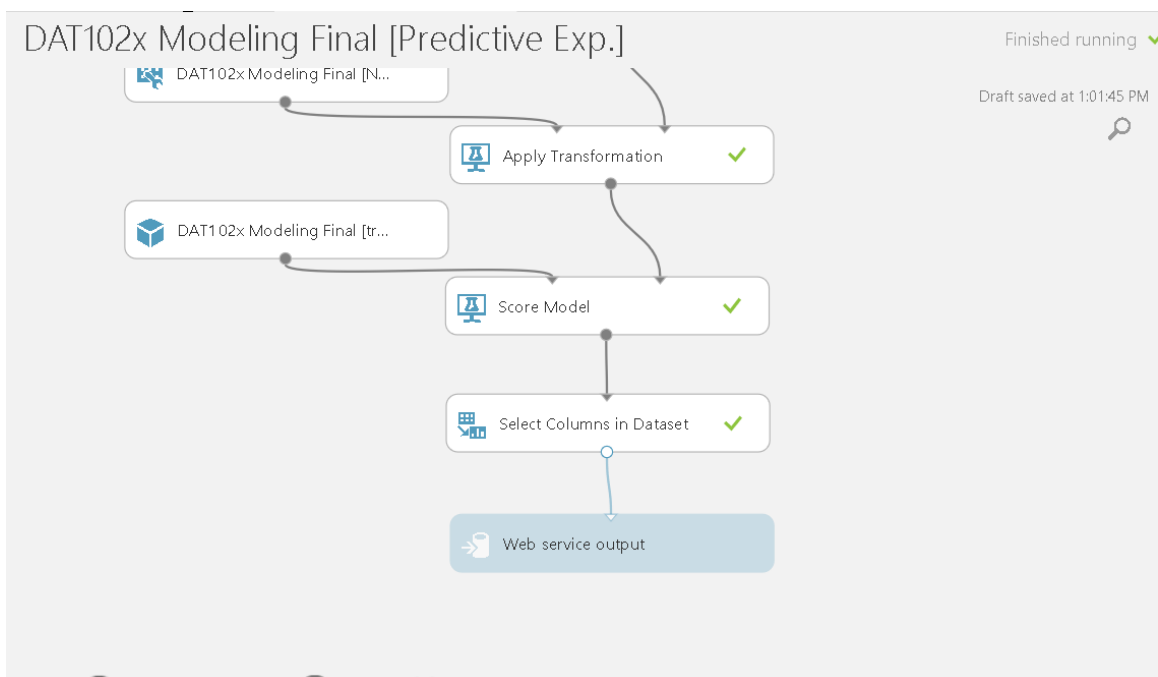 DAT102x Modeling Final [Predictive Exp.]
Finished running
DAT102x Modeling Final [N...
Draft saved at 1:01:45 PM
Apply Transformation
DAT102x Modeling Final [tr...
Score Model
Select Columns in Dataset
Web service output